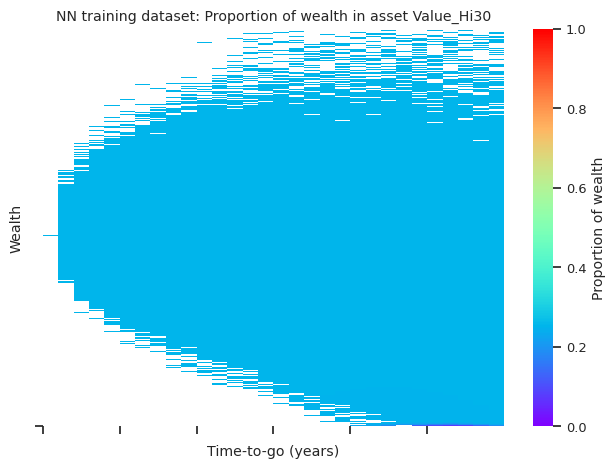 NN training dataset: Proportion of wealth in asset Value_Hi30
Wealth
Time-to-go (years)
1.0
0.8
0.6
0.4
0.2
0.0
Proportion of wealth